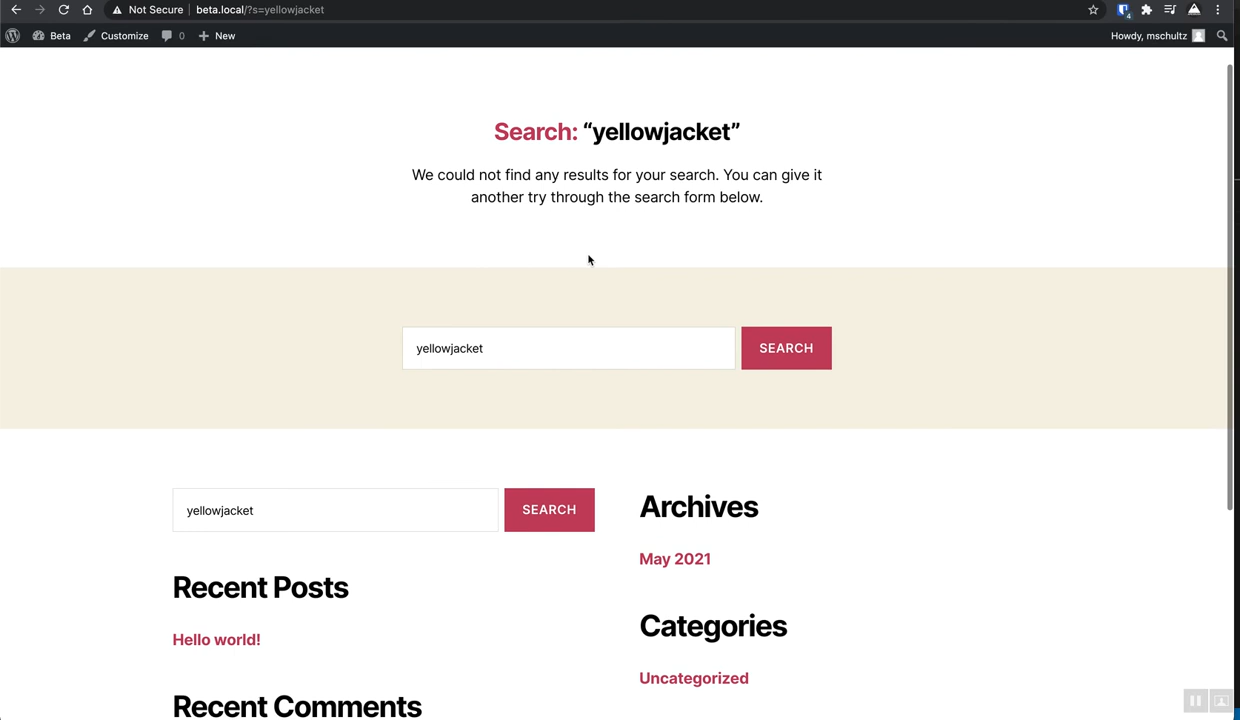 Not Secure beta.local/?s=yellowjacket 4
Beta Customize 0 New Howdy, mschultz
Search: “yellowjacket”
We could not find any results for your search. You can give it
another try through the search form below.
yellowjacket SEARCH
yellowjacket SEARCH
Recent Posts
Hello world!
Recent Comments
Archives
May 2021
Categories
Uncategorized